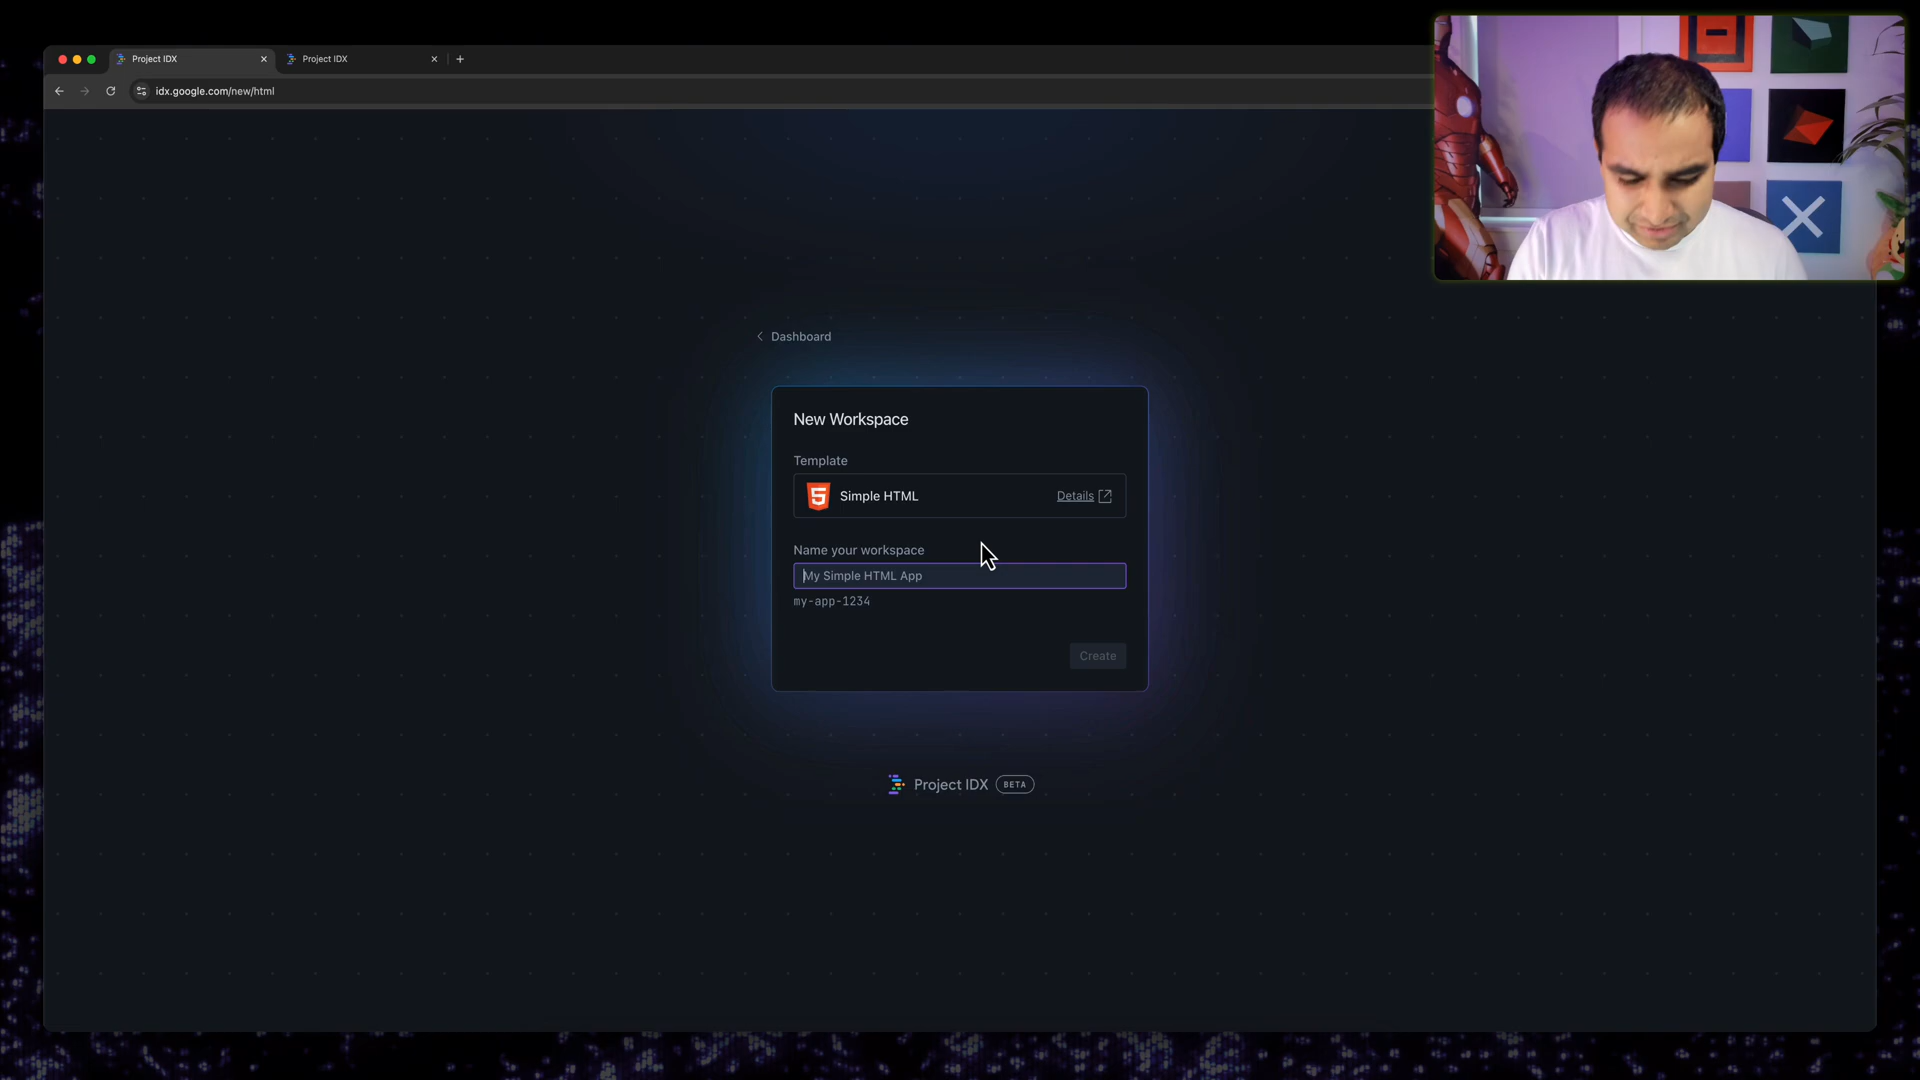 Project IDX
Project IDX
idx.google.com/new/html
Dashboard
New Workspace
Template
Simple HTML
Details
Name your workspace
My Simple HTML App
my-app-1234
Create
Project IDX BETA